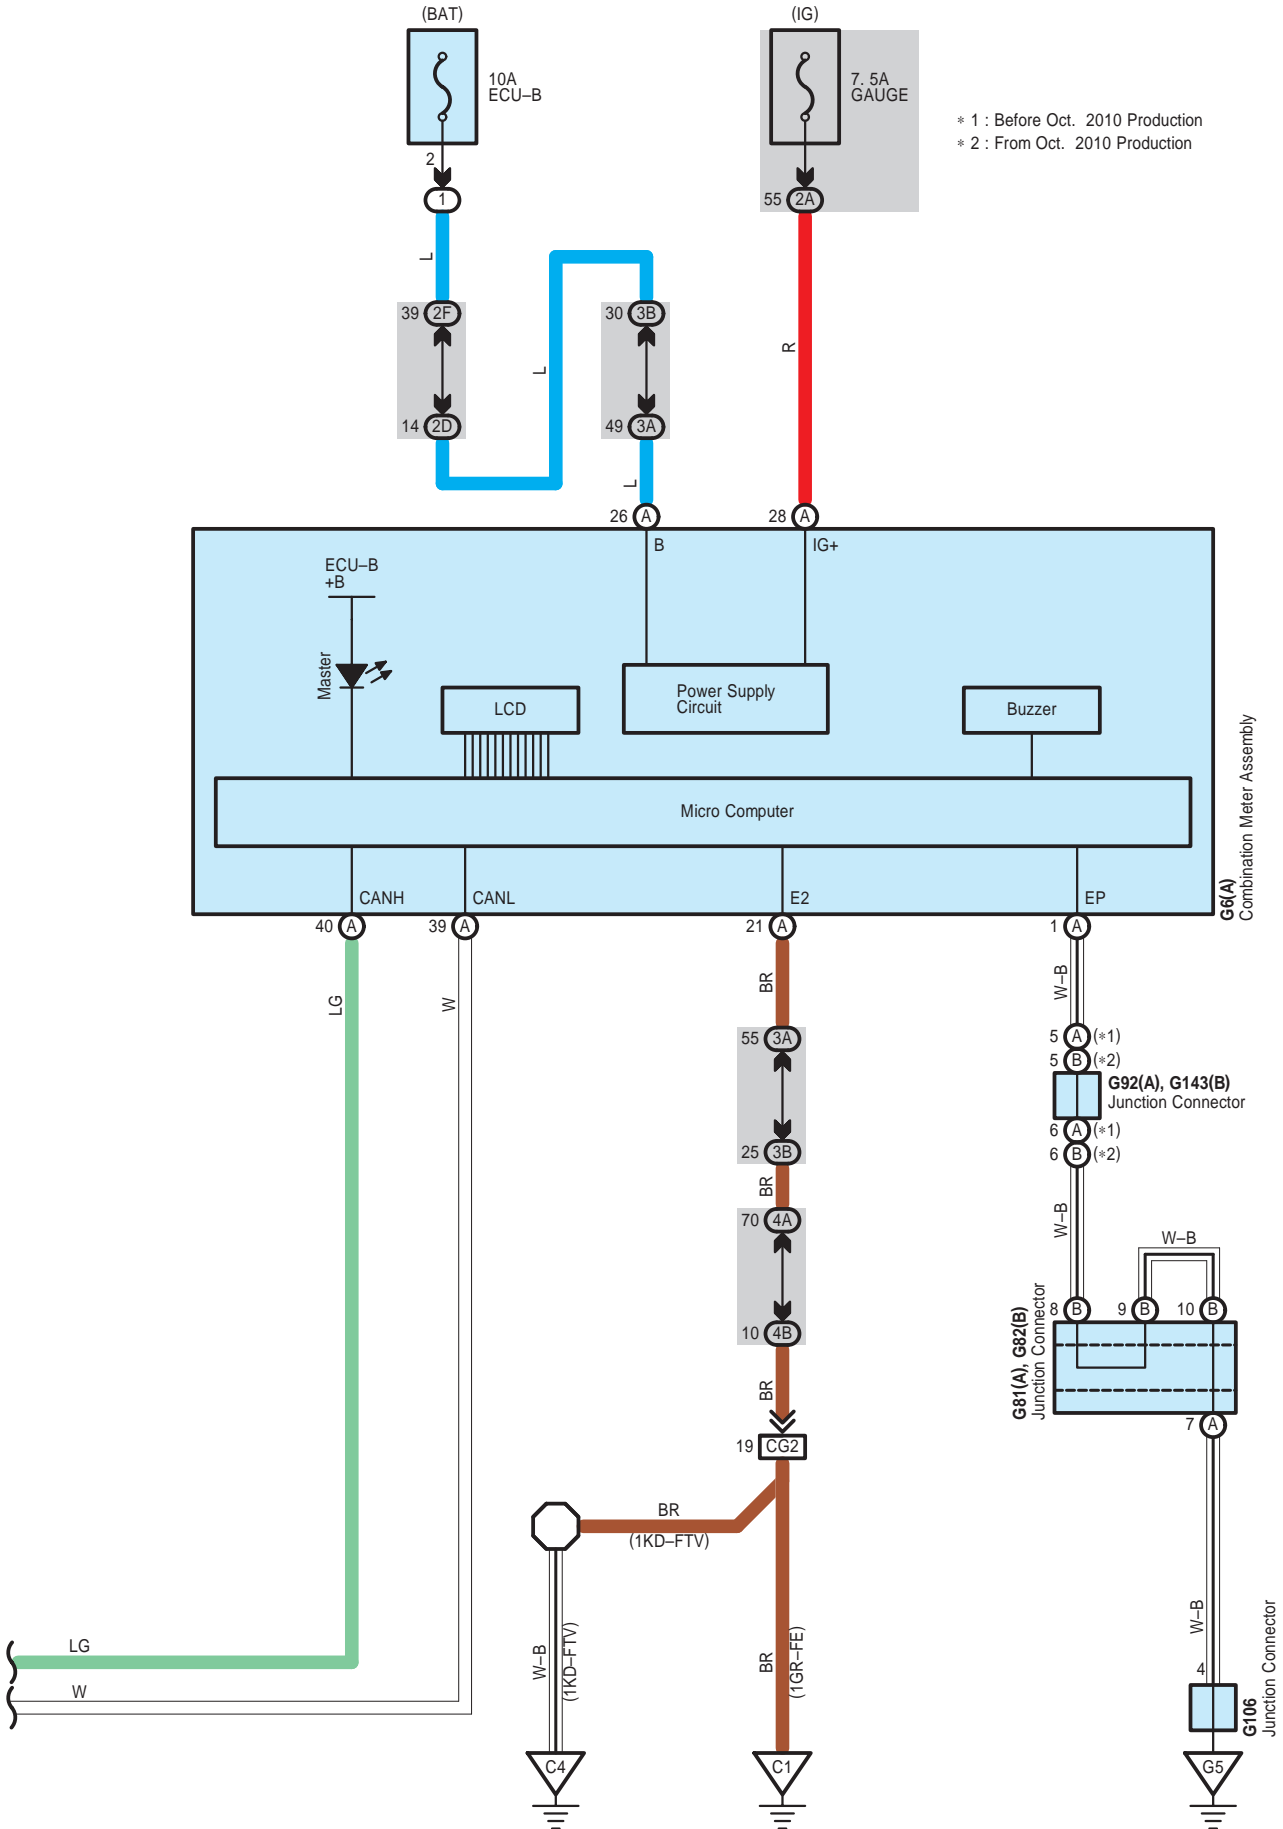 (BAT)
(IG)
10A
ECU–B
7. 5A
GAUGE
∗ 1 : Before Oct. 2010 Production
∗ 2 : From Oct. 2010 Production
2
1
55 2A
L
39 2F
30 3B
L
R
14 2D
49 3A
L
26 A
28 A
B
IG+
ECU–B
+B
Master
LCD
Power Supply
Circuit
Buzzer
Micro Computer
G6(A)
Combination Meter Assembly
CANH
CANL
E2
EP
40 A
39 A
21 A
1 A
LG
W
BR
W–B
55 3A
5 A (∗1)
5 B (∗2)
G92(A), G143(B)
Junction Connector
6 A (∗1)
6 B (∗2)
25 3B
BR
70 4A
W–B
W–B
8 B
9 B
10 B
10 4B
G81(A), G82(B)
Junction Connector
BR
7 A
19 CG2
BR
(1KD–FTV)
W–B
(1KD–FTV)
BR
(1GR–FE)
W–B
LG
W
4
G106
Junction Connector
C4
C1
G5